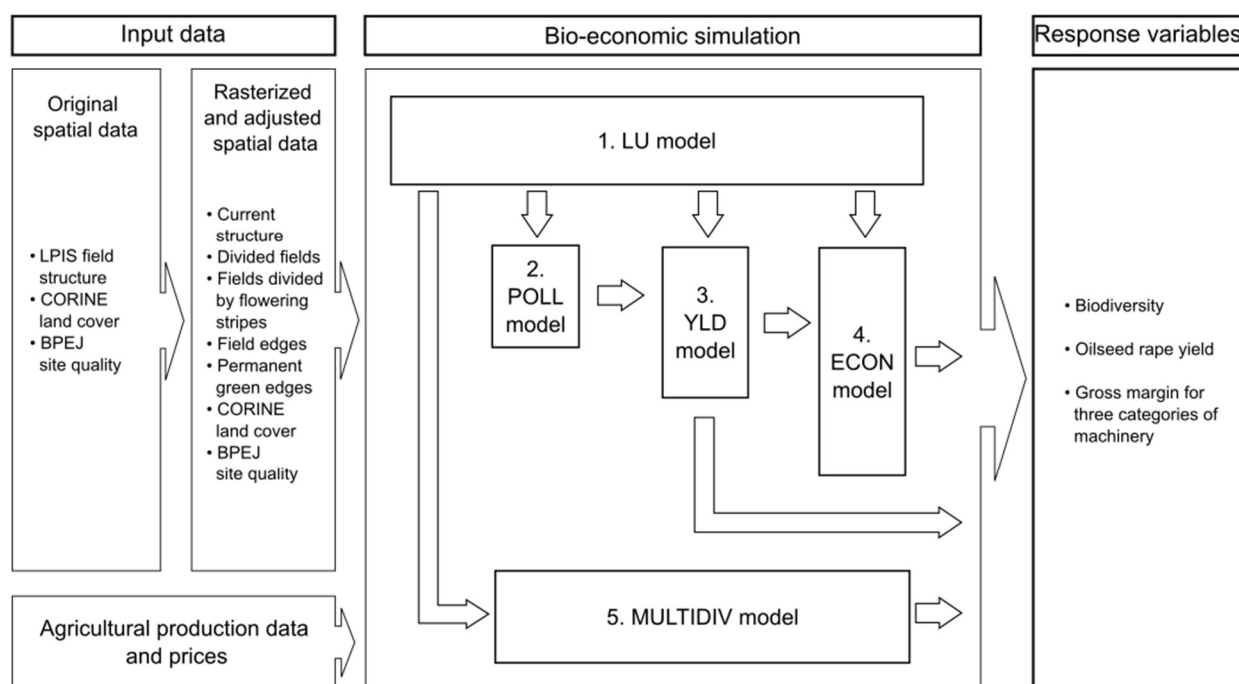 Input data
Original
spatial data
• LPIS field
structure
• CORINE
land cover
• BPEJ
site quality
Rasterized
and adjusted
spatial data
• Current
structure
• Divided fields
• Fields divided
by flowering
stripes
• Field edges
• Permanent
green edges
• CORINE
land cover
• BPEJ
site quality
Agricultural production data
and prices
Bio-economic simulation
1. LU model
2.
POLL
model
3.
YLD
model
4.
ECON
model
5. MULTIDIV model
Response variables
• Biodiversity
• Oilseed rape yield
• Gross margin for
three categories of
machinery